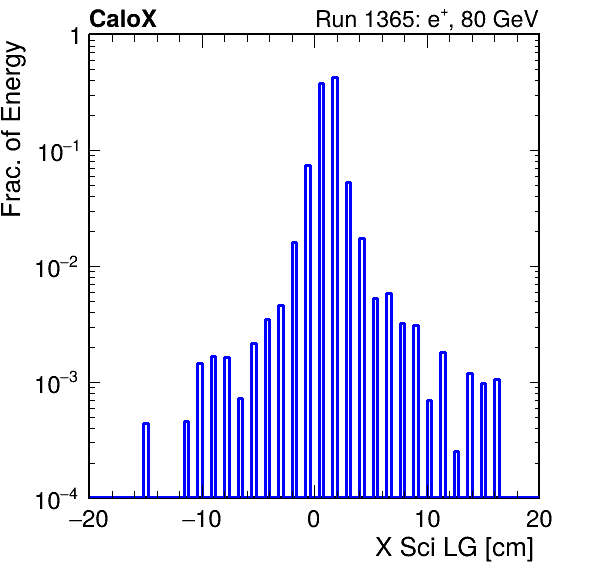 CaloX Run 1365: e⁺, 80 GeV
Frac. of Energy
1
10⁻¹
10⁻²
10⁻³
10⁻⁴
−20 −10 0 10 20
X Sci LG [cm]